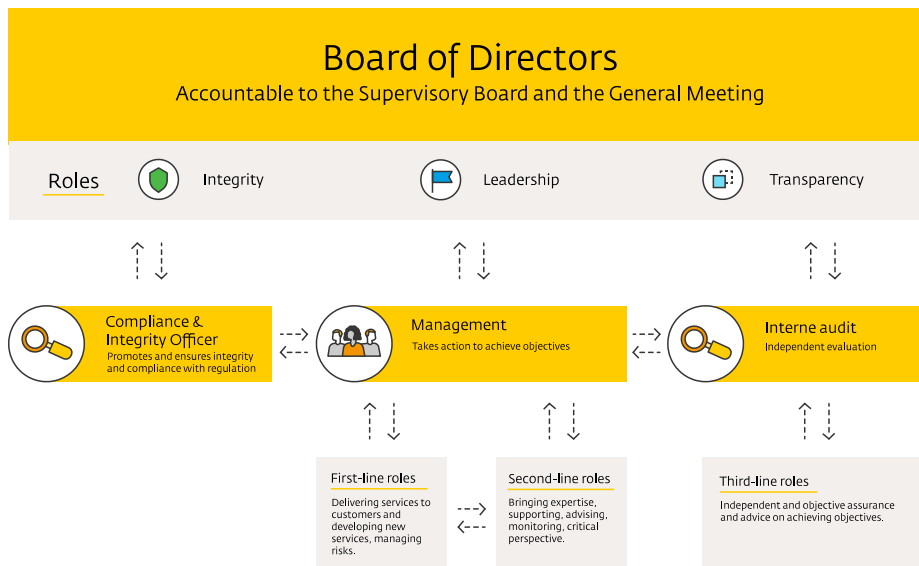 Board of Directors
Accountable to the Supervisory Board and the General Meeting
Roles
Integrity
Leadership
Transparency
Compliance &
Integrity Officer
Promotes and ensures integrity
and compliance with regulation
Management
Takes action to achieve objectives
Interne audit
Independent evaluation
First-line roles
Delivering services to
customers and
developing new
services, managing
risks.
Second-line roles
Bringing expertise,
supporting, advising,
monitoring, critical
perspective.
Third-line roles
Independent and objective assurance
and advice on achieving objectives.